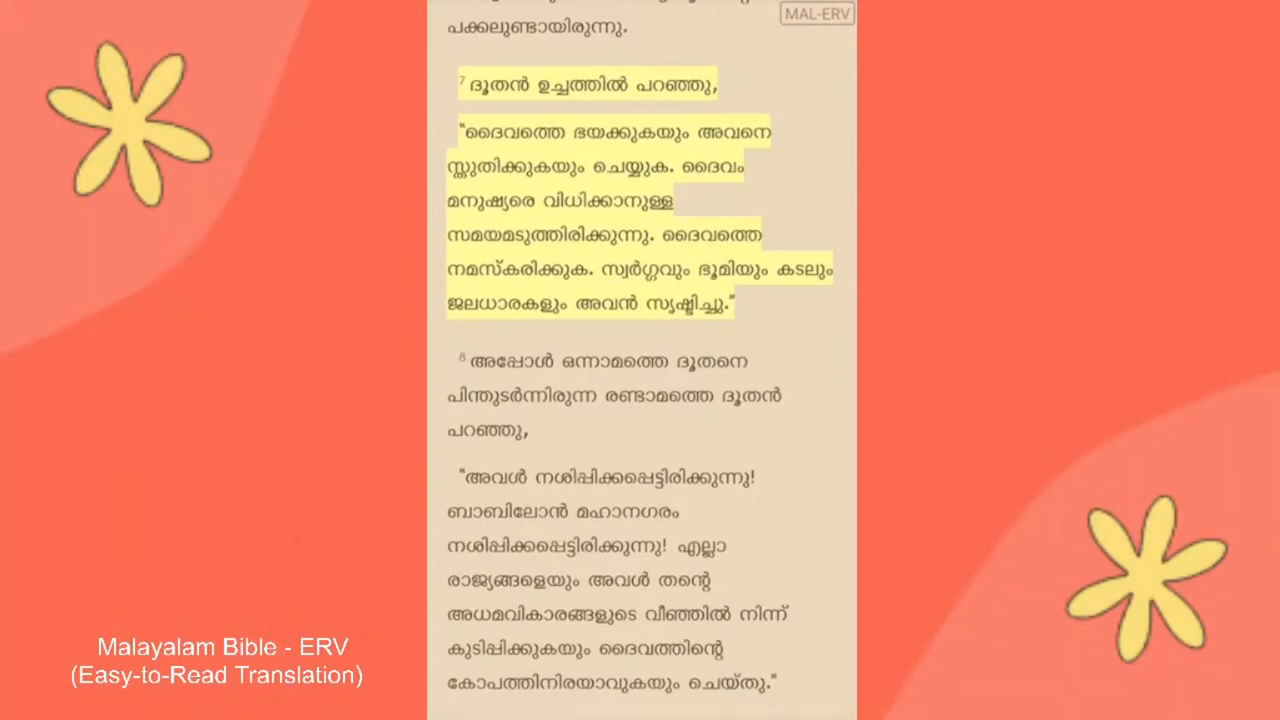 MAL-ERV
പക്കലുണ്ടായിരുന്നു.
7 ദൂതൻ ഉച്ചത്തിൽ പറഞ്ഞു,
“ദൈവത്തെ ഭയക്കുകയും അവനെ
സ്തുതിക്കുകയും ചെയ്യുക. ദൈവം
മനുഷ്യരെ വിധിക്കാനുള്ള
സമയമടുത്തിരിക്കുന്നു. ദൈവത്തെ
നമസ്കരിക്കുക. സ്വർഗ്ഗവും ഭൂമിയും കടലും
ജലധാരകളും അവൻ സൃഷ്ടിച്ചു.”
8 അപ്പോൾ ഒന്നാമത്തെ ദൂതനെ
പിന്തുടർന്നിരുന്ന രണ്ടാമത്തെ ദൂതൻ
പറഞ്ഞു,
“അവൾ നശിപ്പിക്കപ്പെട്ടിരിക്കുന്നു!
ബാബിലോൻ മഹാനഗരം
നശിപ്പിക്കപ്പെട്ടിരിക്കുന്നു! എല്ലാ
രാജ്യങ്ങളെയും അവൾ തന്റെ
അധമവികാരങ്ങളുടെ വീഞ്ഞിൽ നിന്ന്
കുടിപ്പിക്കുകയും ദൈവത്തിന്റെ
കോപത്തിനിരയാവുകയും ചെയ്തു.”
Malayalam Bible - ERV
(Easy-to-Read Translation)